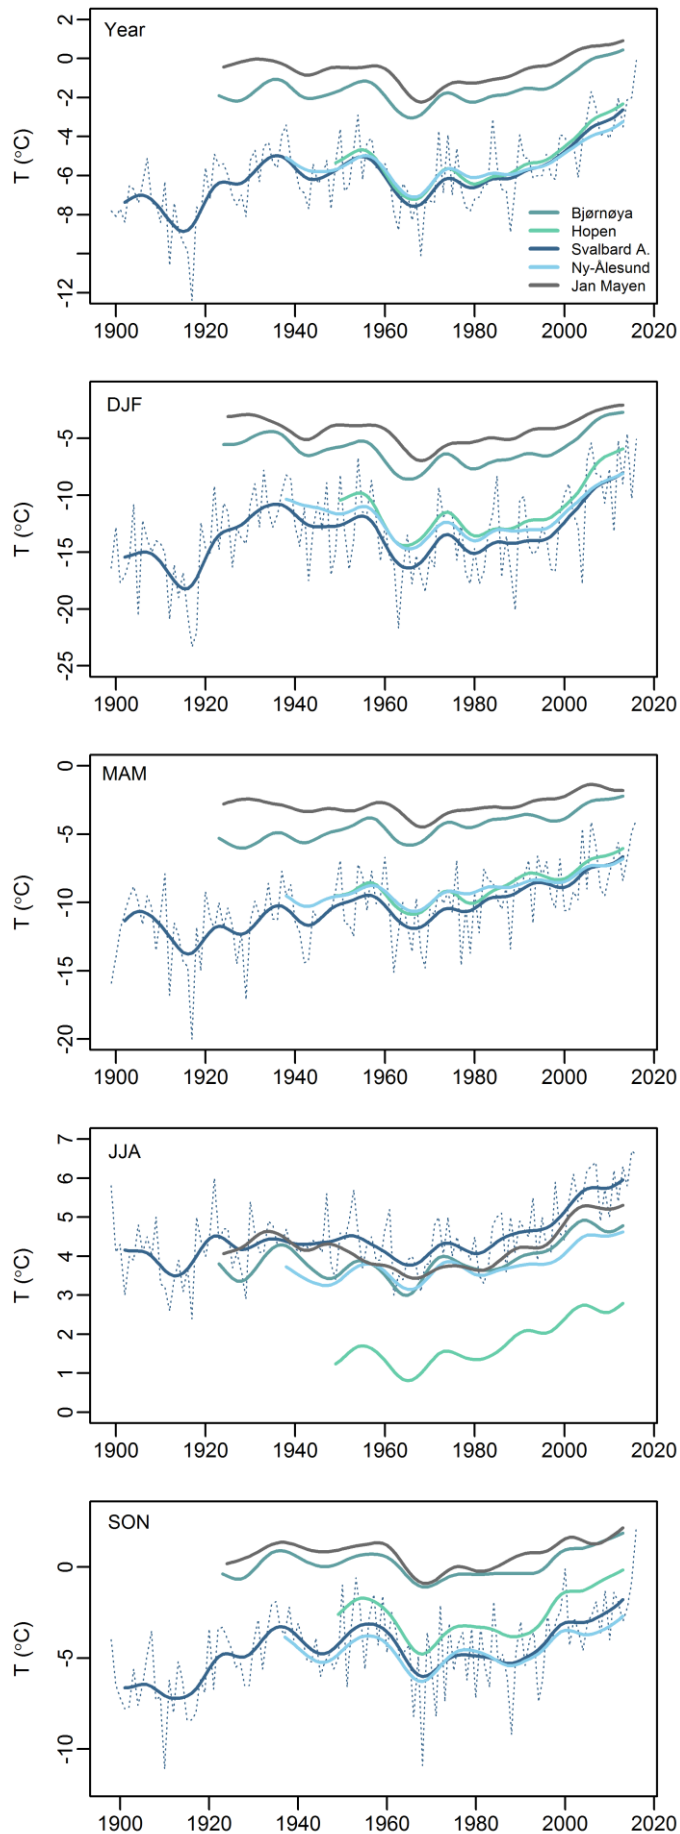 Year
T (°C)
2
0
-2
-4
-6
-8
-12
Bjørnøya
Hopen
Svalbard A.
Ny-Ålesund
Jan Mayen
1900 1920 1940 1960 1980 2000 2020
DJF
T (°C)
-5
-10
-15
-20
-25
1900 1920 1940 1960 1980 2000 2020
MAM
T (°C)
0
-5
-10
-15
-20
1900 1920 1940 1960 1980 2000 2020
JJA
T (°C)
7
6
5
4
3
2
1
0
1900 1920 1940 1960 1980 2000 2020
SON
T (°C)
0
-5
-10
1900 1920 1940 1960 1980 2000 2020